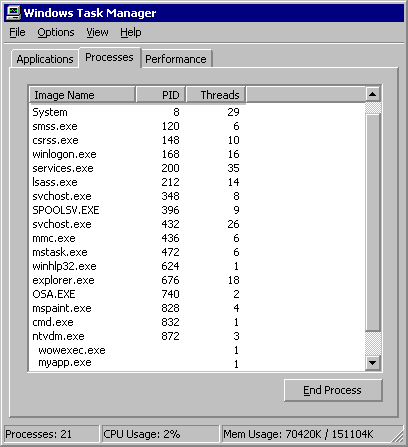 Windows Task Manager
File Options View Help
Applications Processes Performance
Image Name PID Threads
System 8 29
smss.exe 120 6
csrss.exe 148 10
winlogon.exe 168 16
services.exe 200 35
lsass.exe 212 14
svchost.exe 348 8
SPOOLSV.EXE 396 9
svchost.exe 432 26
mmc.exe 436 6
mstask.exe 472 6
winhlp32.exe 624 1
explorer.exe 676 18
OSA.EXE 740 2
mspaint.exe 828 4
cmd.exe 832 1
ntvdm.exe 872 3
wowexec.exe 1
myapp.exe 1
End Process
Processes: 21 CPU Usage: 2% Mem Usage: 70420K / 151104K